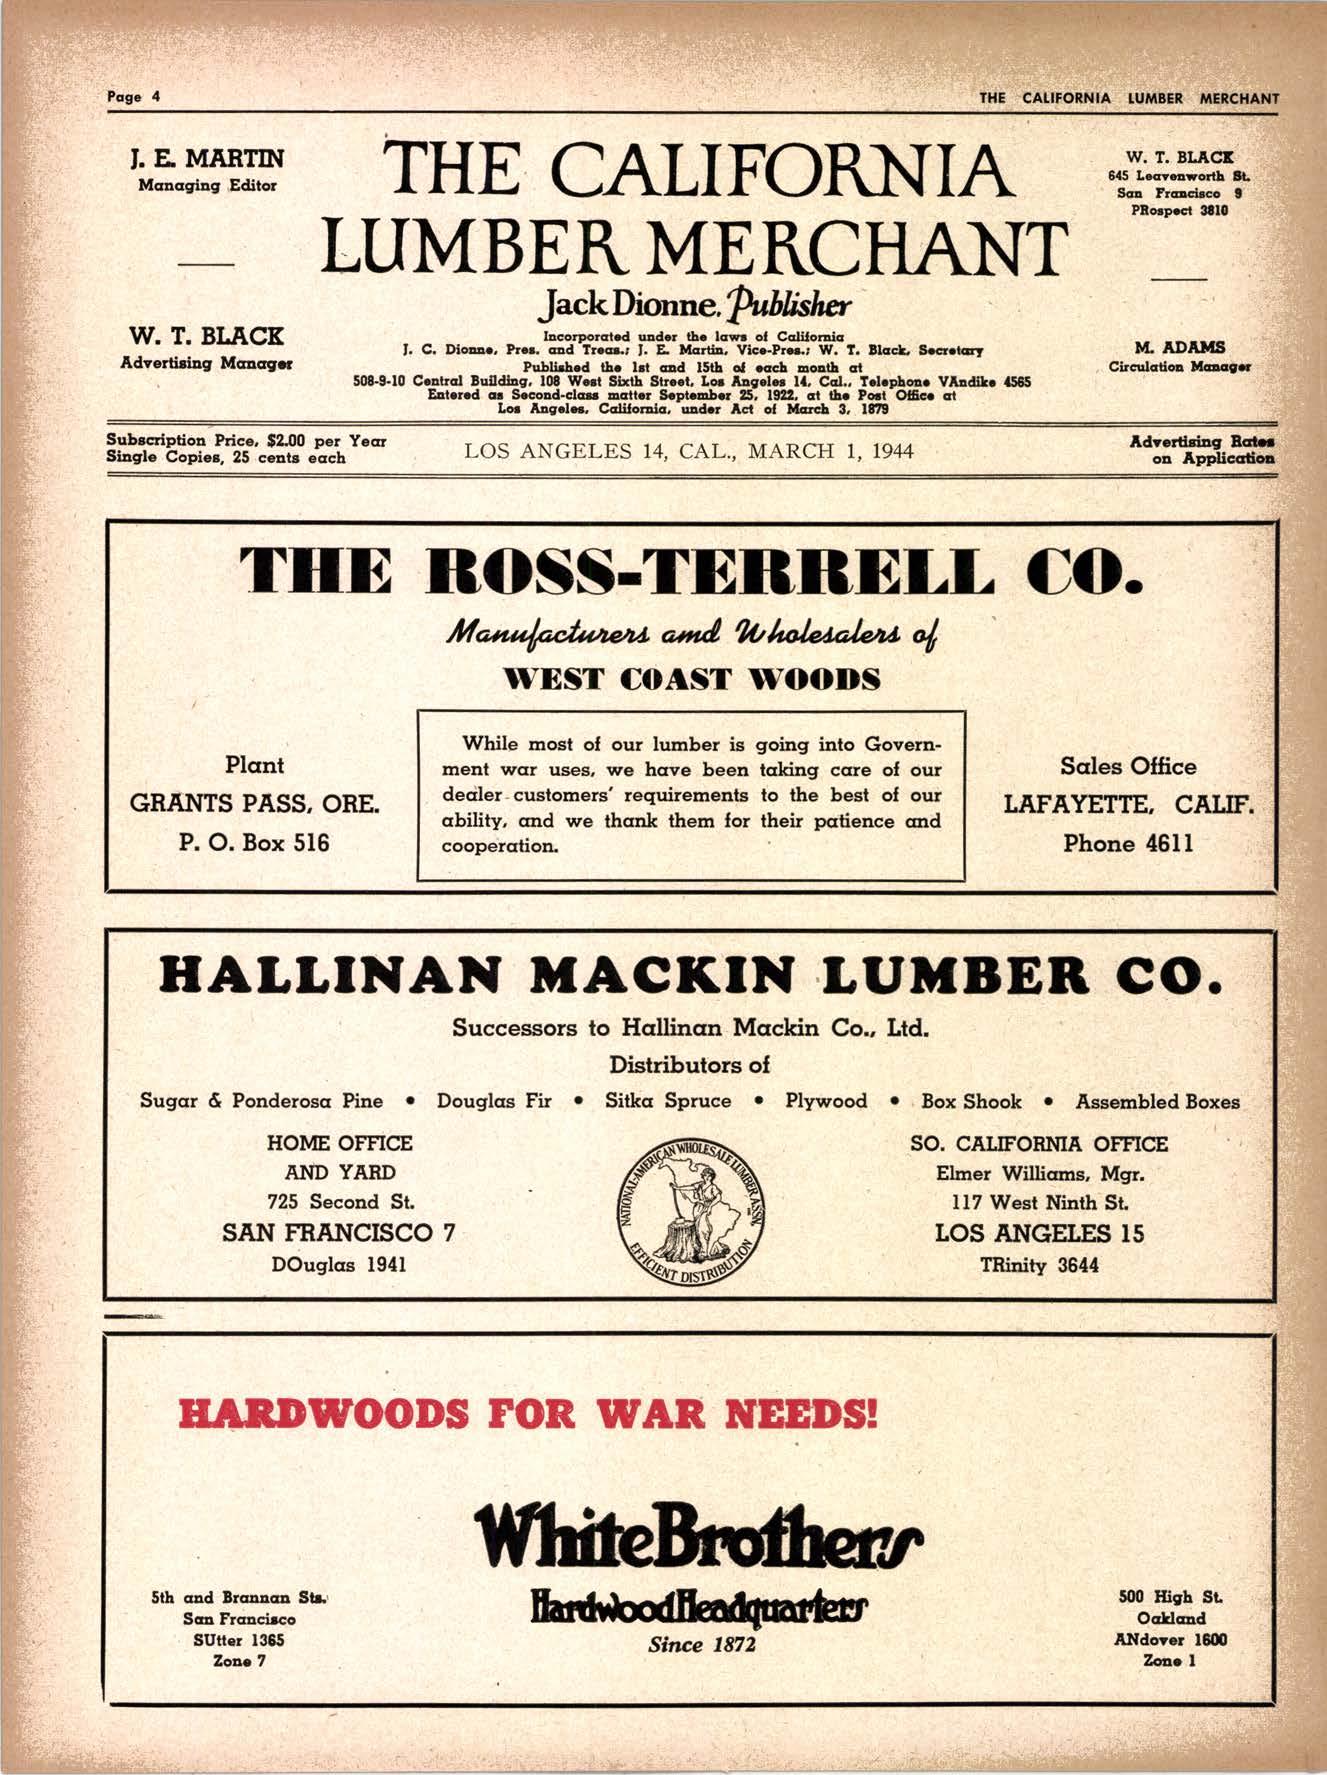 Page 4
THE CALIFORNIA LUMBER MERCHANT
J. E. MARTIN
Managing Editor
W. T. BLACK
Advertising Manager
THE CALIFORNIA
LUMBER MERCHANT
Jack Dionne, Publisher
Incorporated under the laws of California
J. C. Dionne, Pres. and Treas.; J. E. Martin, Vice-Pres.; W. T. Black, Secretary
Published the 1st and 15th of each month at
508-9-10 Central Building, 108 West Sixth Street, Los Angeles 14, Cal., Telephone VAndike 4565
Entered as Second-class matter September 25, 1922, at the Post Office at
Los Angeles, California, under Act of March 3, 1879
W. T. BLACK
645 Leavenworth St.
San Francisco 9
PRospect 3810
M. ADAMS
Circulation Manager
Subscription Price, $2.00 per Year
Single Copies, 25 cents each
LOS ANGELES 14, CAL., MARCH 1, 1944
Advertising Rates
on Application
THE ROSS-TERRELL CO.
Manufacturers amd Wholesalers of
WEST COAST WOODS
Plant
GRANTS PASS, ORE.
P. O. Box 516
While most of our lumber is going into Govern-
ment war uses, we have been taking care of our
dealer customers' requirements to the best of our
ability, and we thank them for their patience and
cooperation.
Sales Office
LAFAYETTE, CALIF.
Phone 4611
HALLINAN MACKIN LUMBER CO.
Successors to Hallinan Mackin Co., Ltd.
Distributors of
Sugar & Ponderosa Pine • Douglas Fir • Sitka Spruce • Plywood • Box Shook • Assembled Boxes
HOME OFFICE
AND YARD
725 Second St.
SAN FRANCISCO 7
DOuglas 1941
NATIONAL-AMERICAN WHOLESALE LUMBER ASSN.
EFFICIENT DISTRIBUTION
SO. CALIFORNIA OFFICE
Elmer Williams, Mgr.
117 West Ninth St.
LOS ANGELES 15
TRinity 3644
HARDWOODS FOR WAR NEEDS!
White Brothers
Hardwood Headquarters
Since 1872
5th and Brannan Sts.
San Francisco
SUtter 1365
Zone 7
500 High St.
Oakland
ANdover 1600
Zone 1